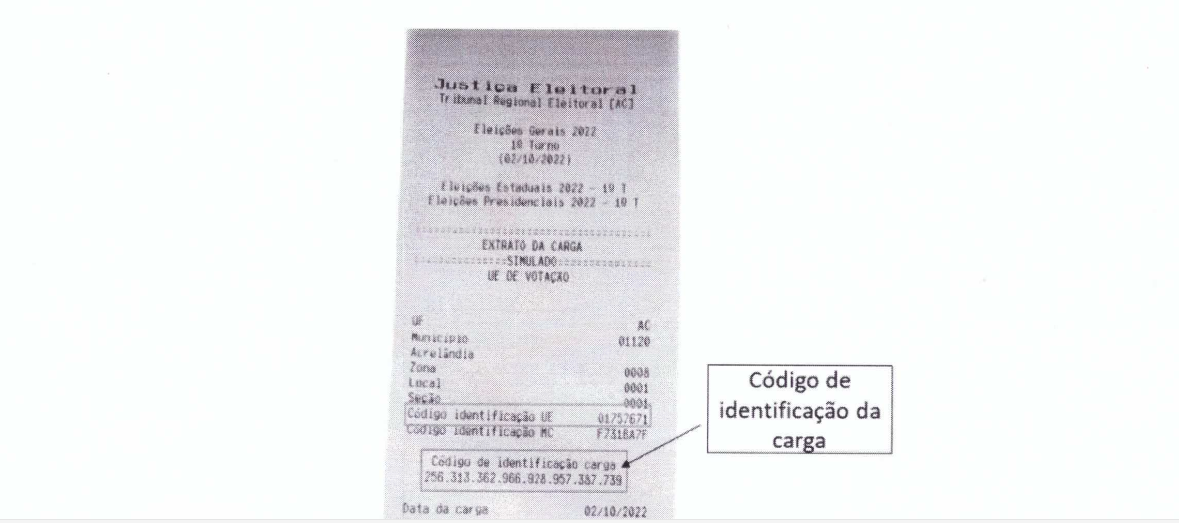 Justiça Eleitoral
Tribunal Regional Eleitoral [AC]
Eleições Gerais 2022
1º Turno
(02/10/2022)
Eleições Estaduais 2022 - 1º T
Eleições Presidenciais 2022 - 1º T
EXTRATO DA CARGA
SIMULADO
UE DE VOTAÇÃO
UF AC
Município 01120
Acrelândia
Zona 0008
Local 0001
Seção 0001
Código identificação UE 01757671
Código identificação MC F731BA7F
Código de identificação carga
256.313.362.966.928.957.387.739
Data da carga 02/10/2022
Código de
identificação da
carga